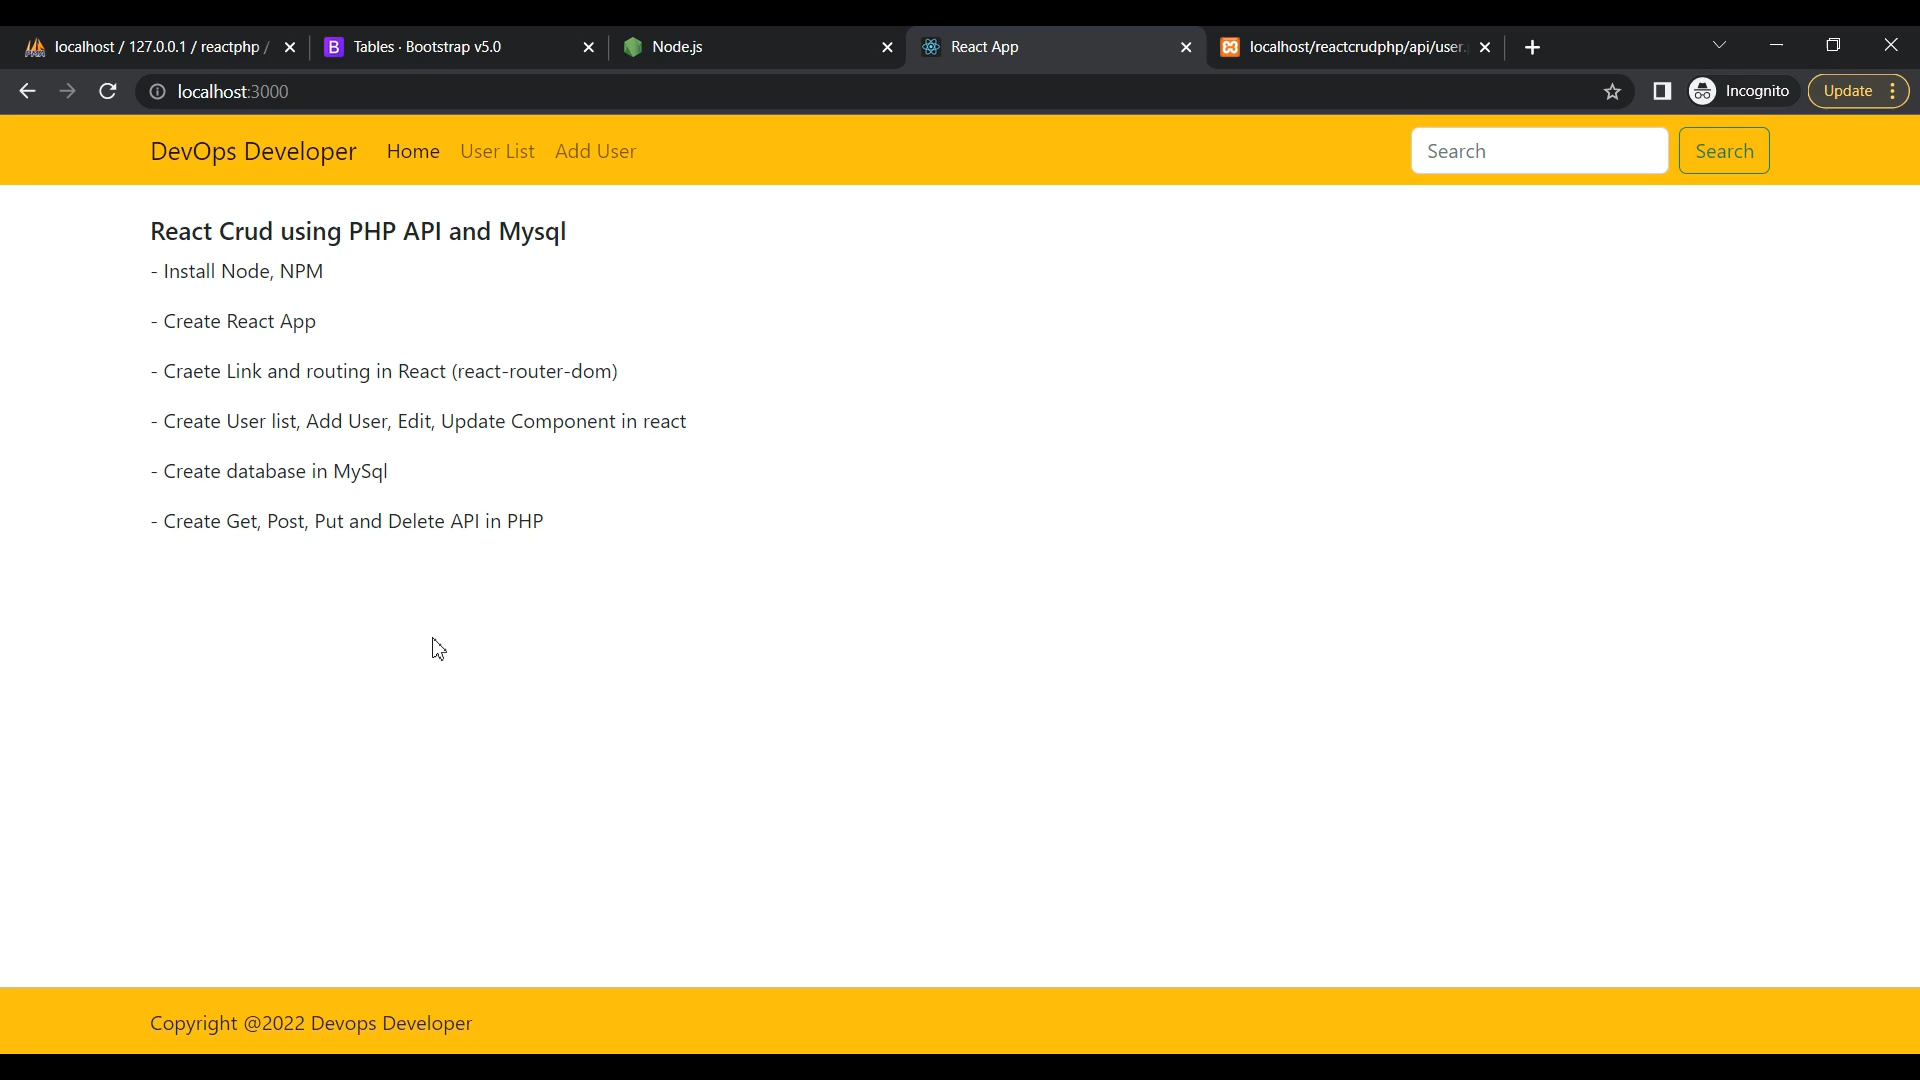 localhost / 127.0.0.1 / reactphp /
Tables · Bootstrap v5.0
Node.js
React App
localhost/reactcrudphp/api/user.
localhost:3000
Incognito
Update
DevOps Developer
Home
User List
Add User
Search
Search
React Crud using PHP API and Mysql
- Install Node, NPM
- Create React App
- Craete Link and routing in React (react-router-dom)
- Create User list, Add User, Edit, Update Component in react
- Create database in MySql
- Create Get, Post, Put and Delete API in PHP
Copyright @2022 Devops Developer